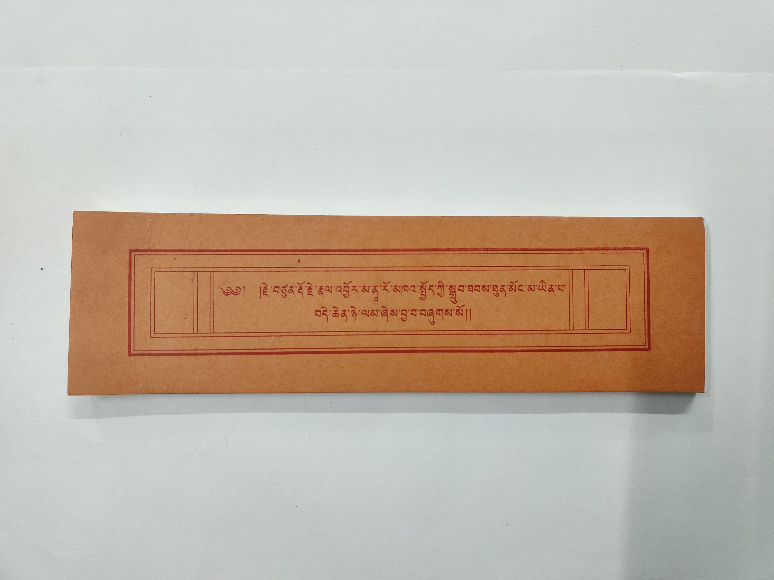 ༄༅། །རྗེ་བཙུན་རྡོ་རྗེ་རྣལ་འབྱོར་མ་ནཱ་རོ་མཁའ་སྤྱོད་ཀྱི་སྒྲུབ་ཐབས་ཐུན་མོང་མ་ཡིན་པ་
བདེ་ཆེན་ཉེ་ལམ་ཞེས་བྱ་བ་བཞུགས་སོ།།